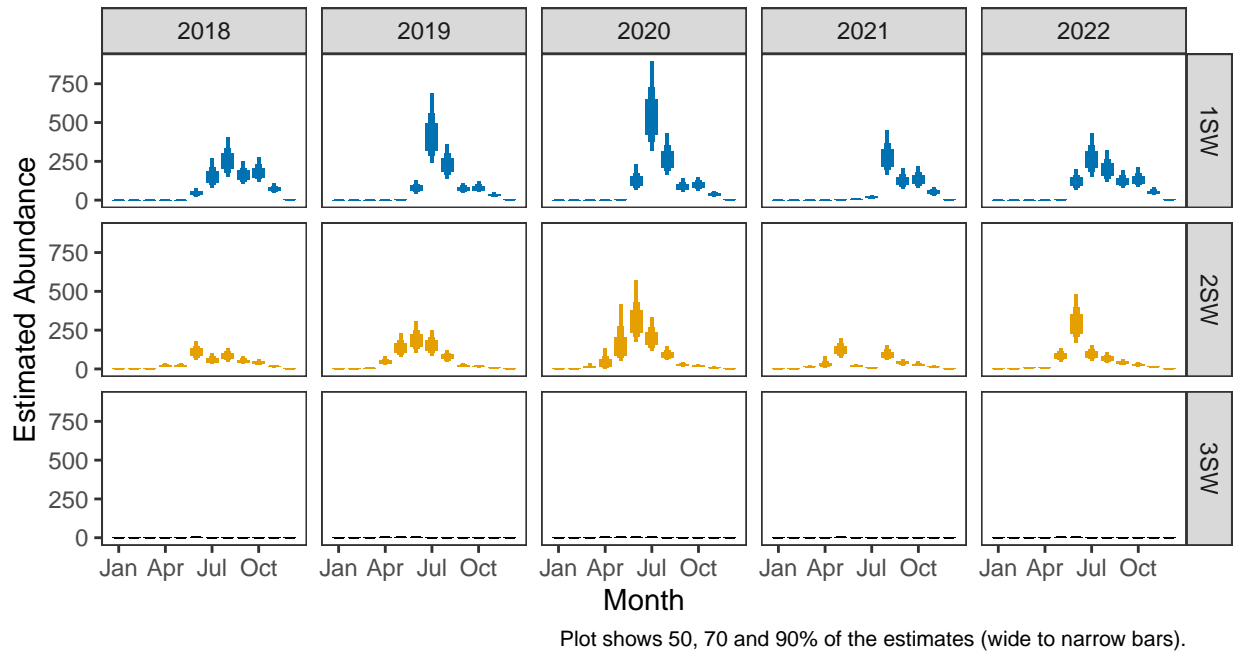 2018 2019 2020 2021 2022
Estimated Abundance
750
500
250
0
1SW
750
500
250
0
2SW
750
500
250
0
3SW
Jan Apr Jul Oct Jan Apr Jul Oct Jan Apr Jul Oct Jan Apr Jul Oct Jan Apr Jul Oct
Month
Plot shows 50, 70 and 90% of the estimates (wide to narrow bars).